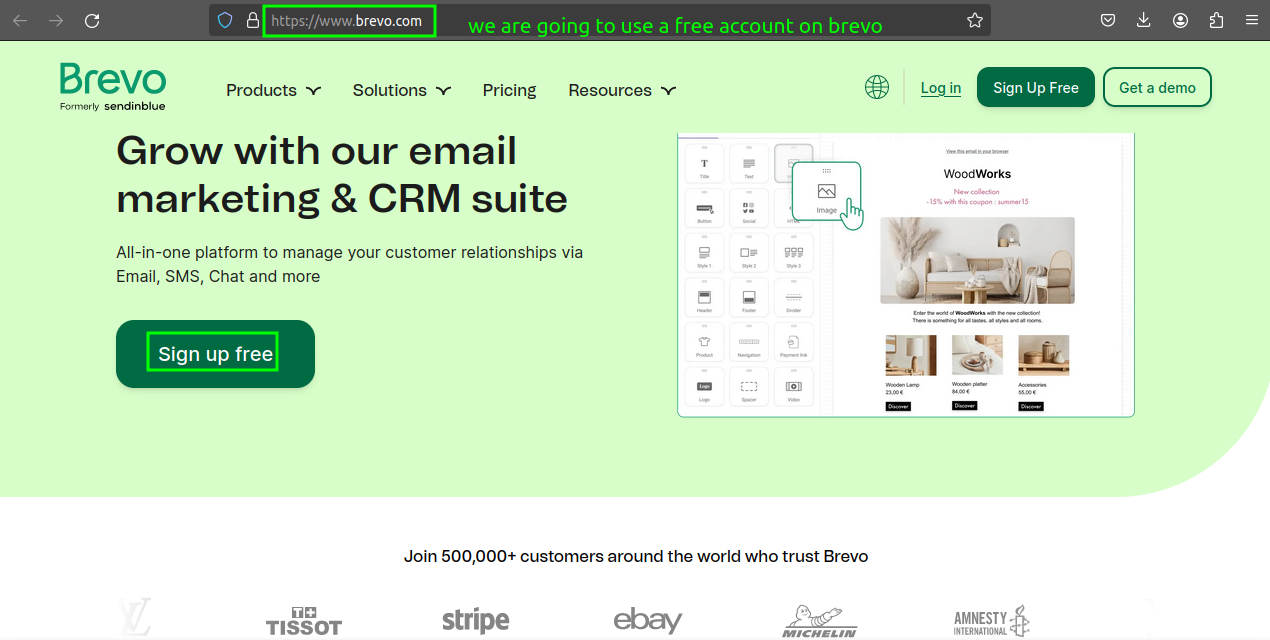 https://www.brevo.com
we are going to use a free account on brevo
Brevo
Formerly sendinblue
Products
Solutions
Pricing
Resources
Log in
Sign Up Free
Get a demo
Grow with our email
marketing & CRM suite
All-in-one platform to manage your customer relationships via
Email, SMS, Chat and more
Sign up free
Title
Text
Image
Button
Social
HTML
Style 1
Style 2
Style 3
Header
Footer
Divider
Product
Navigation
Payment link
Logo
Logo
Spacer
Video
View this email in your browser
WoodWorks
New collection
-15% with this coupon : summer15
Enter the world of WoodWorks with the new collection!
There is something for all tastes, all styles and all rooms.
Wooden Lamp
23,00 €
Discover
Wooden platter
84,00 €
Discover
Accessories
55,00 €
Discover
Join 500,000+ customers around the world who trust Brevo
LV
TISSOT
stripe
ebay
MICHELIN
AMNESTY
INTERNATIONAL